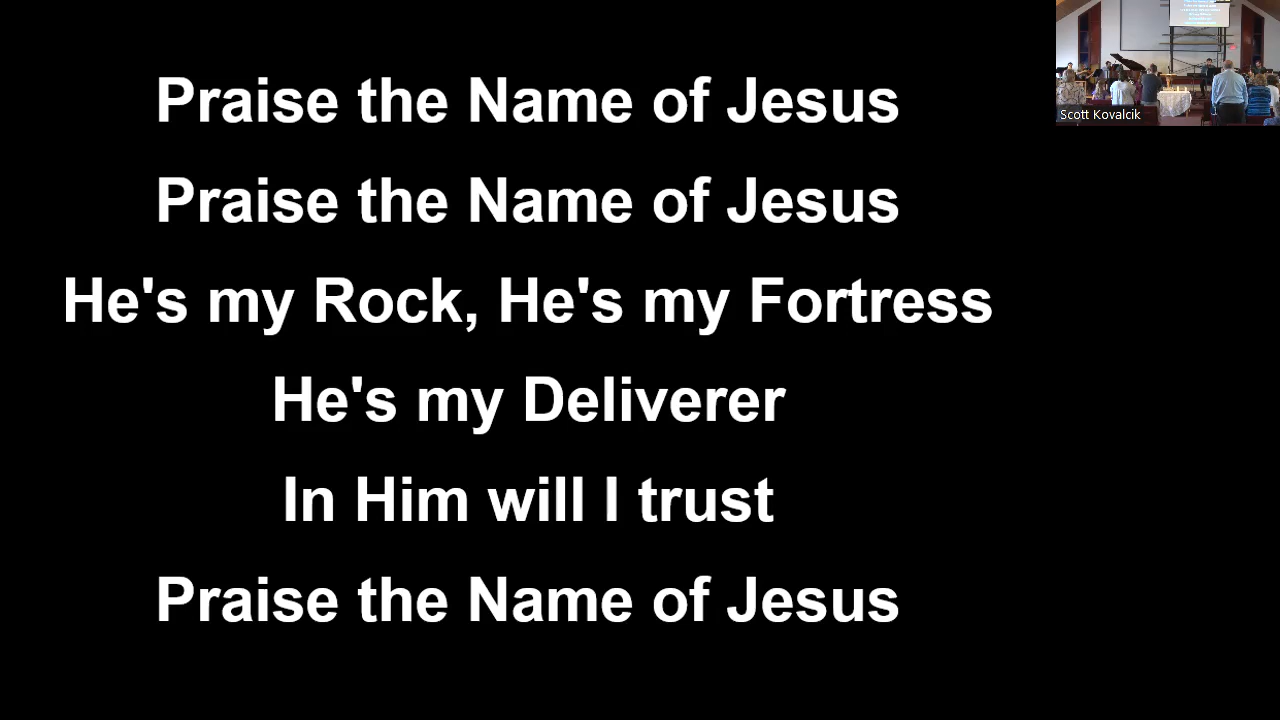 Praise the Name of Jesus
Praise the Name of Jesus
He's my Rock, He's my Fortress
He's my Deliverer
In Him will I trust
Praise the Name of Jesus
Scott Kovalcik